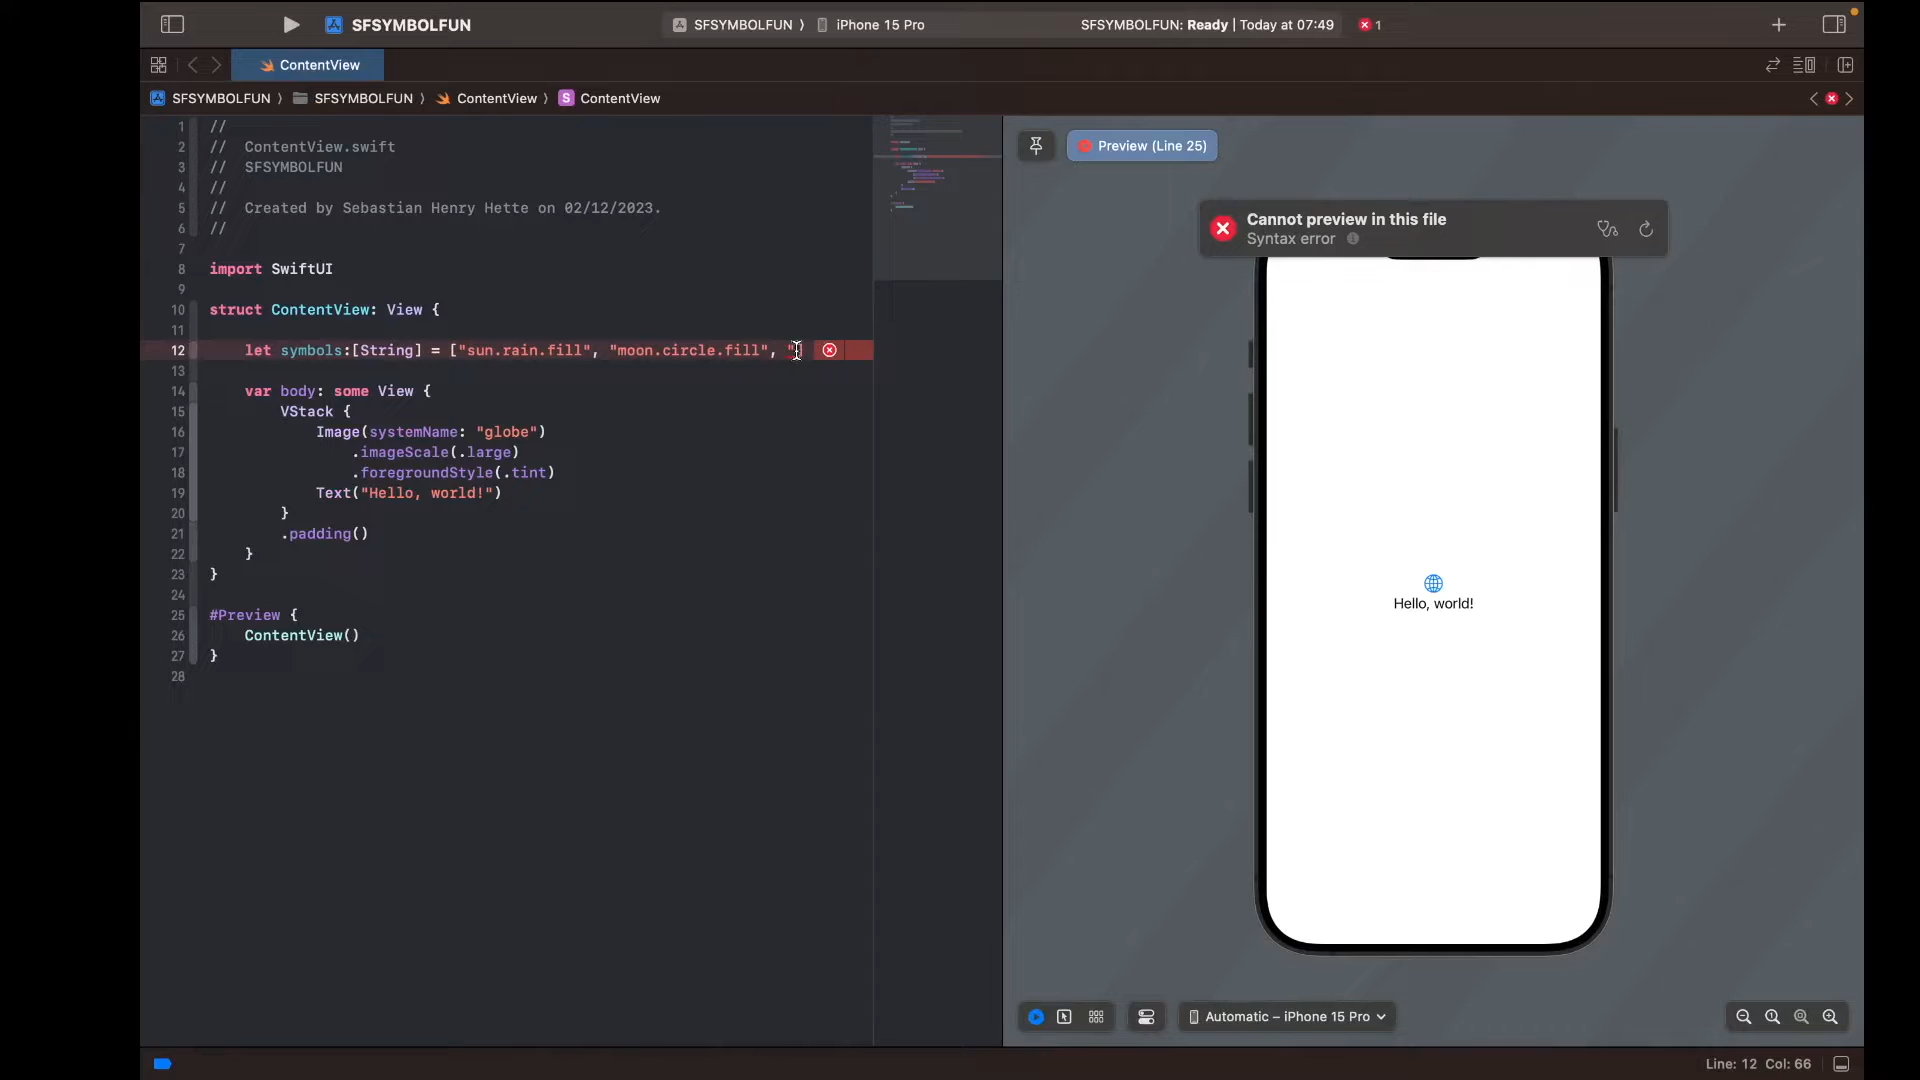 SFSYMBOLFUN
SFSYMBOLFUN 〉 iPhone 15 Pro
SFSYMBOLFUN: Ready | Today at 07:49
1
ContentView
SFSYMBOLFUN 〉 SFSYMBOLFUN 〉 ContentView 〉 S ContentView
1 //
2 //  ContentView.swift
3 //  SFSYMBOLFUN
4 //
5 //  Created by Sebastian Henry Hette on 02/12/2023.
6 //
7
8 import SwiftUI
9
10 struct ContentView: View {
11
12     let symbols:[String] = ["sun.rain.fill", "moon.circle.fill", "]
13
14     var body: some View {
15         VStack {
16             Image(systemName: "globe")
17                 .imageScale(.large)
18                 .foregroundStyle(.tint)
19             Text("Hello, world!")
20         }
21         .padding()
22     }
23 }
24
25 #Preview {
26     ContentView()
27 }
28
Preview (Line 25)
Cannot preview in this file
Syntax error
Hello, world!
Automatic – iPhone 15 Pro
Line: 12 Col: 66